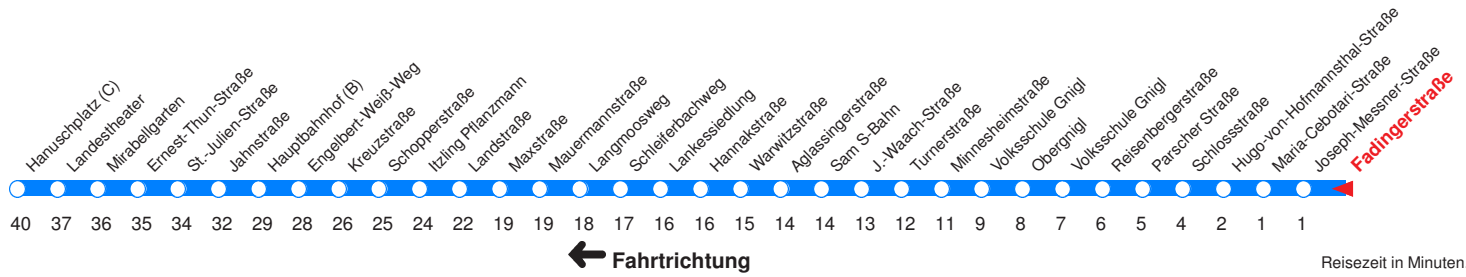 Hanuschplatz (C)
Landestheater
Mirabellgarten
Ernest-Thun-Straße
St.-Julien-Straße
Jahnstraße
Hauptbahnhof (B)
Engelbert-Weiß-Weg
Kreuzstraße
Schopperstraße
Itzling Pflanzmann
Landstraße
Maxstraße
Mauermannstraße
Langmoosweg
Schleiferbachweg
Lankessiedlung
Hannakstraße
Warwitzstraße
Aglassingerstraße
Sam S-Bahn
J.-Waach-Straße
Turnerstraße
Minnesheimstraße
Volksschule Gnigl
Obergnigl
Volksschule Gnigl
Reisenbergerstraße
Parscher Straße
Schlossstraße
Hugo-von-Hofmannsthal-Straße
Maria-Cebotari-Straße
Joseph-Messner-Straße
Fadingerstraße
40 37 36 35 34 32 29 28 26 25 24 22 19 19 18 17 16 16 15 14 14 13 12 11 9 8 7 6 5 4 2 1 1
Fahrtrichtung
Reisezeit in Minuten